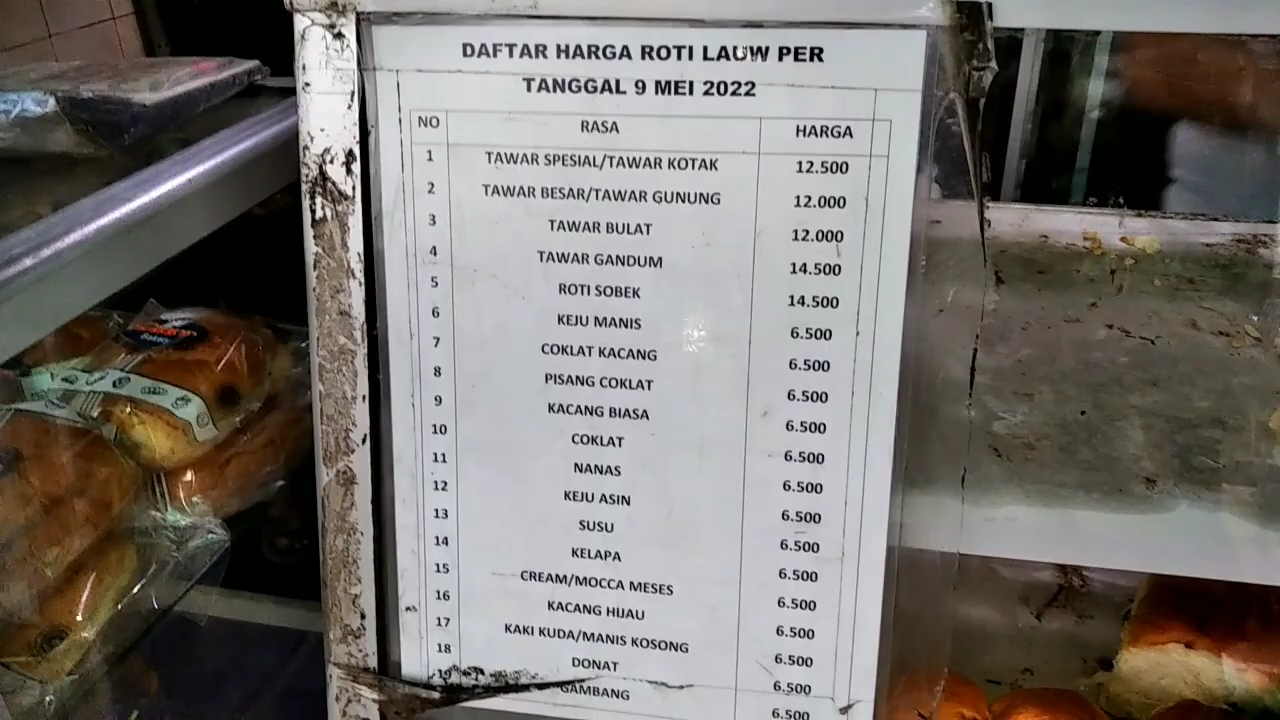 DAFTAR HARGA ROTI LAUW PER
TANGGAL 9 MEI 2022
NO RASA HARGA
1 TAWAR SPESIAL/TAWAR KOTAK 12.500
2 TAWAR BESAR/TAWAR GUNUNG 12.000
3 TAWAR BULAT 12.000
4 TAWAR GANDUM 14.500
5 ROTI SOBEK 14.500
6 KEJU MANIS 6.500
7 COKLAT KACANG 6.500
8 PISANG COKLAT 6.500
9 KACANG BIASA 6.500
10 COKLAT 6.500
11 NANAS 6.500
12 KEJU ASIN 6.500
13 SUSU 6.500
14 KELAPA 6.500
15 CREAM/MOCCA MESES 6.500
16 KACANG HIJAU 6.500
17 KAKI KUDA/MANIS KOSONG 6.500
18 DONAT 6.500
19 GAMBANG 6.500
Bakery